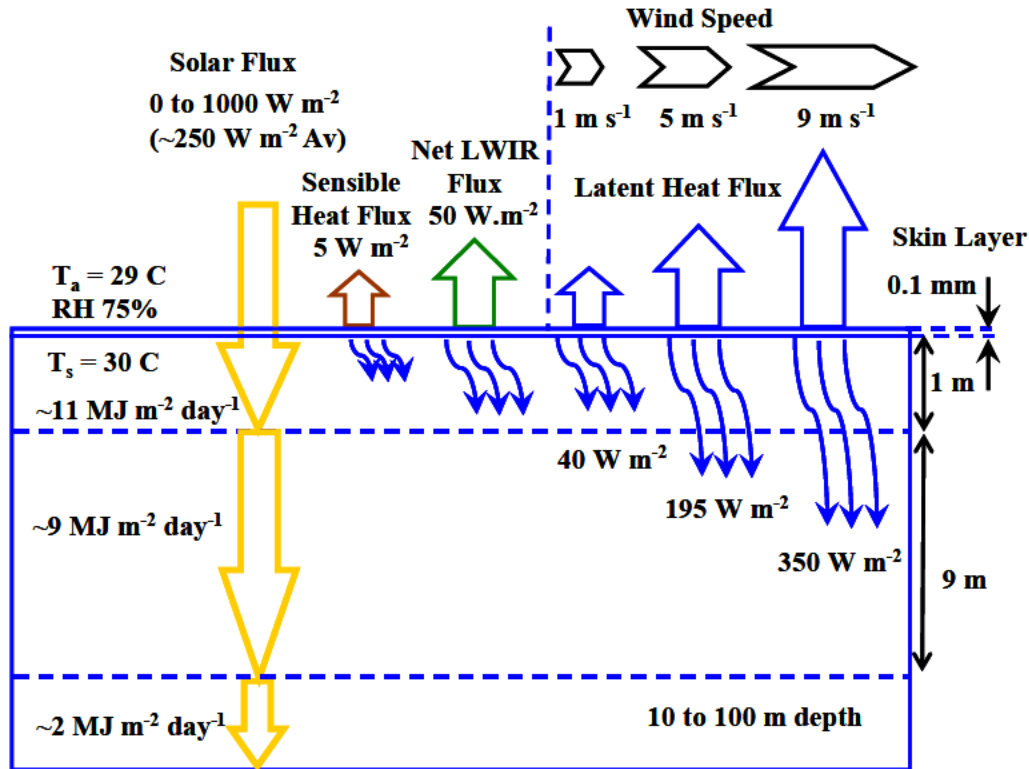 Wind Speed
1 m s⁻¹
5 m s⁻¹
9 m s⁻¹
Solar Flux
0 to 1000 W m⁻²
(~250 W m⁻² Av)
Sensible
Heat Flux
5 W m⁻²
Net LWIR
Flux
50 W.m⁻²
Latent Heat Flux
Skin Layer
0.1 mm
Tₐ = 29 C
RH 75%
Tₛ = 30 C
~11 MJ m⁻² day⁻¹
1 m
40 W m⁻²
195 W m⁻²
350 W m⁻²
~9 MJ m⁻² day⁻¹
9 m
~2 MJ m⁻² day⁻¹
10 to 100 m depth